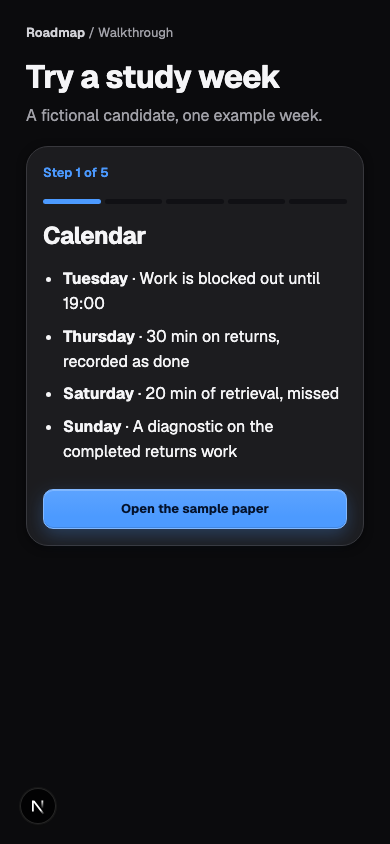 Roadmap / Walkthrough
Try a study week
A fictional candidate, one example week.
Step 1 of 5
Calendar
• Tuesday · Work is blocked out until
19:00
• Thursday · 30 min on returns,
recorded as done
• Saturday · 20 min of retrieval, missed
• Sunday · A diagnostic on the
completed returns work
Open the sample paper
N